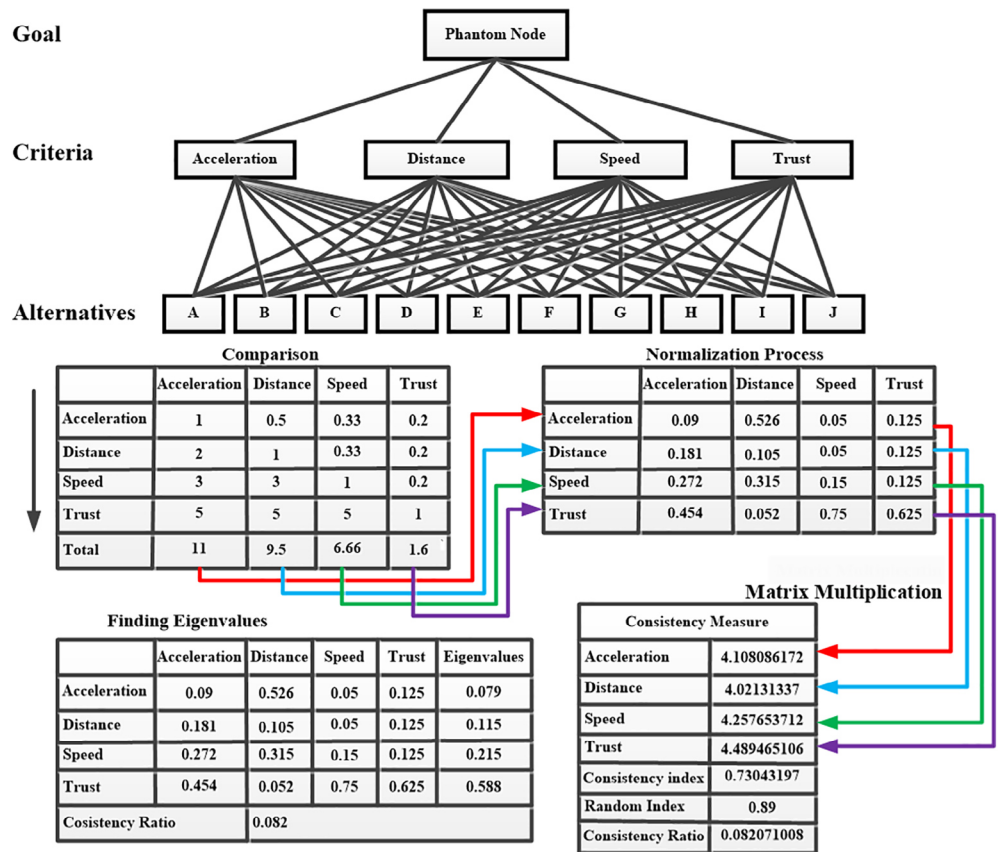 Goal
Phantom Node
Criteria
Acceleration Distance Speed Trust
Alternatives
A B C D E F G H I J
Comparison
Acceleration Distance Speed Trust
Acceleration 1 0.5 0.33 0.2
Distance 2 1 0.33 0.2
Speed 3 3 1 0.2
Trust 5 5 5 1
Total 11 9.5 6.66 1.6
Normalization Process
Acceleration Distance Speed Trust
Acceleration 0.09 0.526 0.05 0.125
Distance 0.181 0.105 0.05 0.125
Speed 0.272 0.315 0.15 0.125
Trust 0.454 0.052 0.75 0.625
Finding Eigenvalues
Acceleration Distance Speed Trust Eigenvalues
Acceleration 0.09 0.526 0.05 0.125 0.079
Distance 0.181 0.105 0.05 0.125 0.115
Speed 0.272 0.315 0.15 0.125 0.215
Trust 0.454 0.052 0.75 0.625 0.588
Cosistency Ratio 0.082
Matrix Multiplication
Consistency Measure
Acceleration 4.108086172
Distance 4.02131337
Speed 4.257653712
Trust 4.489465106
Consistency index 0.73043197
Random Index 0.89
Consistency Ratio 0.082071008